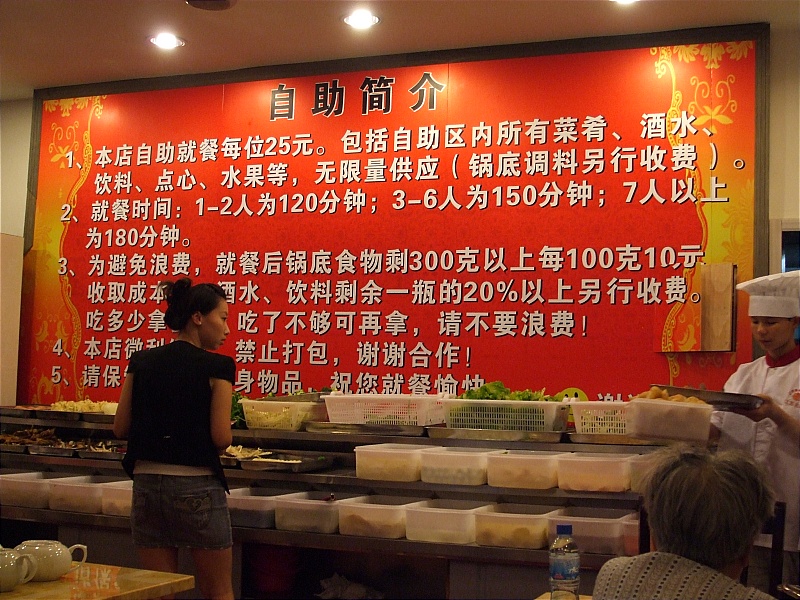 自助简介
1、本店自助就餐每位25元。包括自助区内所有菜肴、酒水、
饮料、点心、水果等，无限量供应（锅底调料另行收费）。
2、就餐时间：1-2人为120分钟；3-6人为150分钟；7人以上
为180分钟。
3、为避免浪费，就餐后锅底食物剩300克以上每100克10元
收取成本 酒水、饮料剩余一瓶的20%以上另行收费。
吃多少拿 吃了不够可再拿，请不要浪费！
4、本店微利 禁止打包，谢谢合作！
5、请保 身物品，祝您就餐愉快 谢